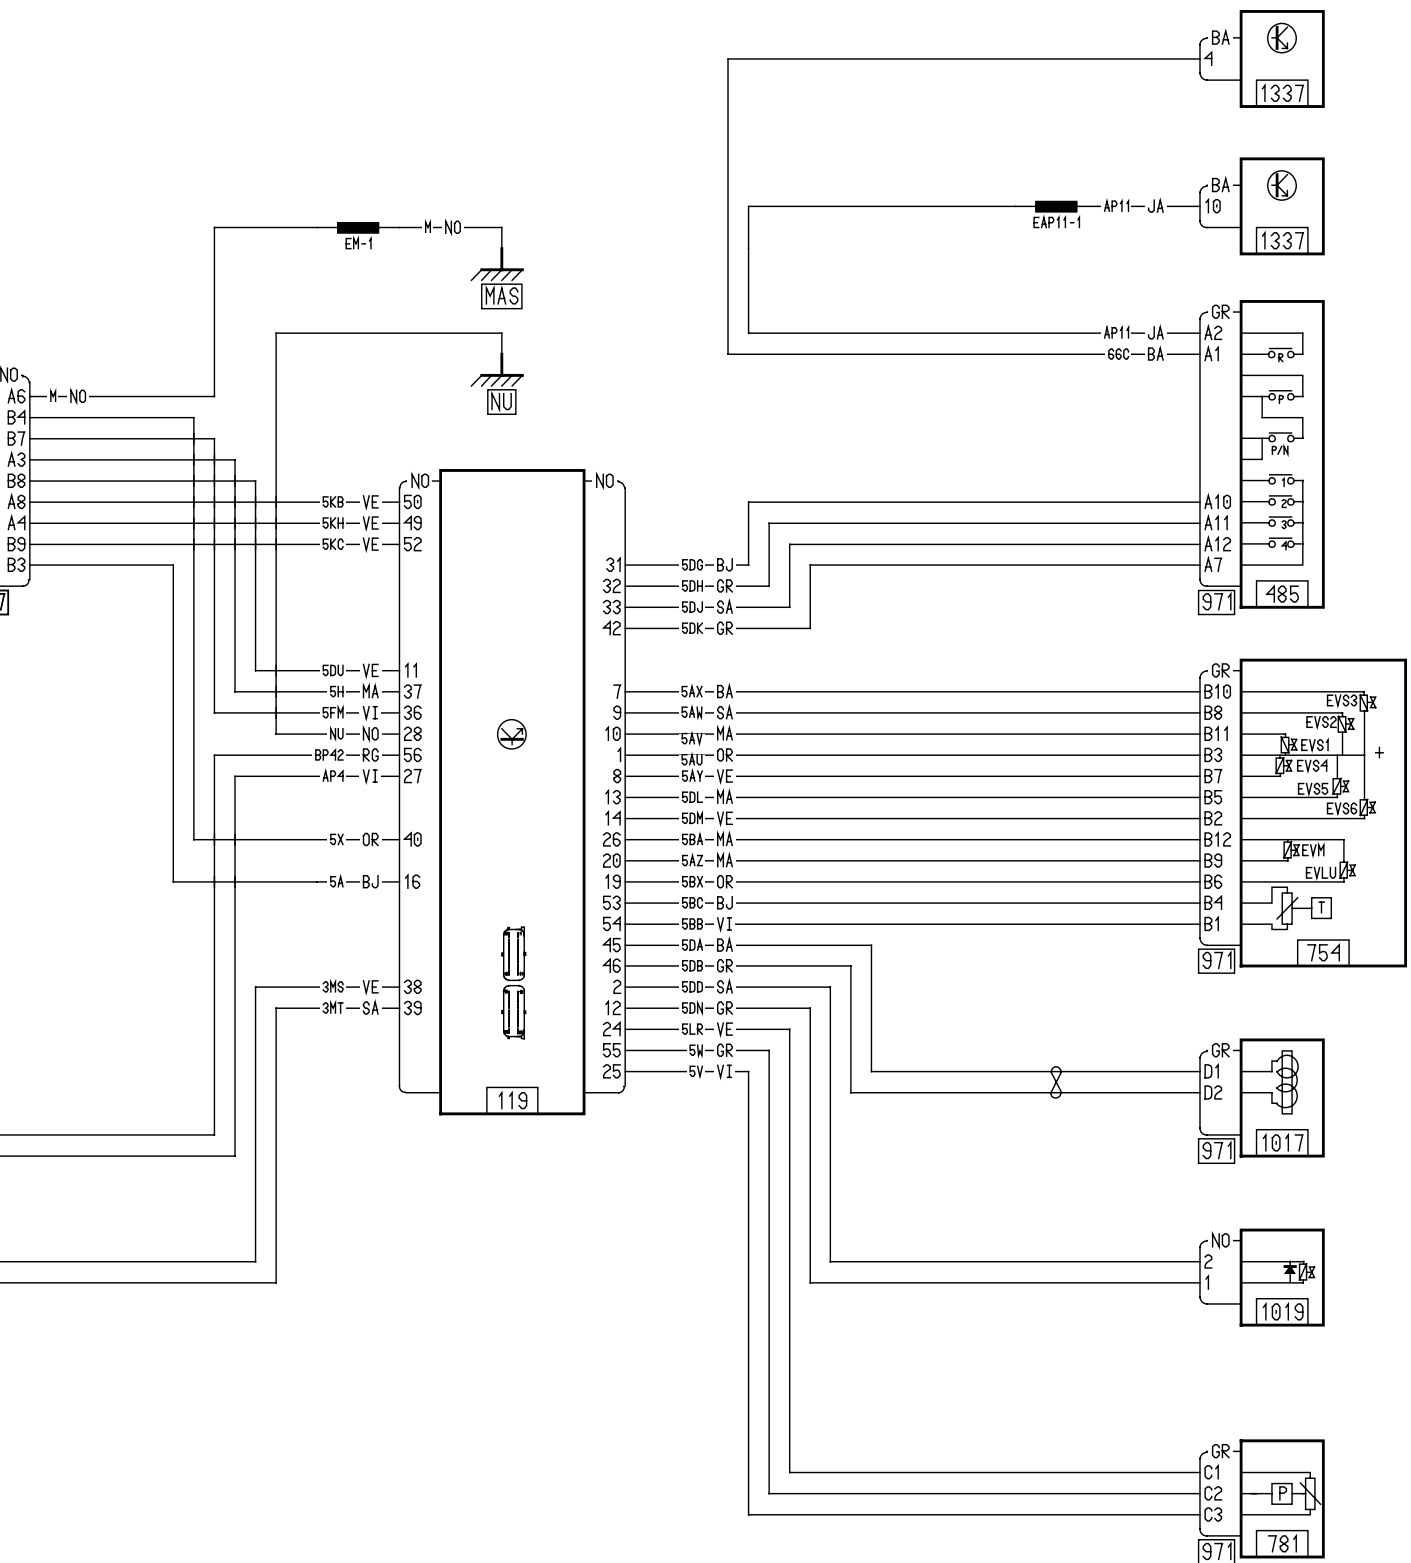 BA
4
1337
BA
10
AP11 JA
EAP11-1
1337
M NO
EM-1
MAS
GR
AP11 JA A2
66C BA A1
R
P
P/N
1
A10 2
A11 3
A12 4
A7
971 485
NU
NO
A6 M NO
B4
B7
A3
B8
A8
A4
B9
B3
7
NO
5KB VE 50
5KH VE 49
5KC VE 52
5DU VE 11
5H MA 37
5FM VI 36
NU NO 28
BP42 RG 56
AP4 VI 27
5X OR 40
5A BJ 16
3MS VE 38
3MT SA 39
119
NO
31 5DG BJ
32 5DH GR
33 5DJ SA
42 5DK GR
7 5AX BA
9 5AW SA
10 5AV MA
1 5AU OR
8 5AY VE
13 5DL MA
14 5DM VE
26 5BA MA
20 5AZ MA
19 5BX OR
53 5BC BJ
54 5BB VI
45 5DA BA
46 5DB GR
2 5DD SA
12 5DN GR
24 5LR VE
55 5W GR
25 5V VI
GR
B10 EVS3
B8 EVS2
B11 EVS1
B3 +
B7 EVS4
B5 EVS5
B2 EVS6
B12
B9 EVM
B6 EVLU
B4 T
B1
971 754
GR
D1
D2
971 1017
NO
2
1
1019
GR
C1
C2 P
C3
971 781